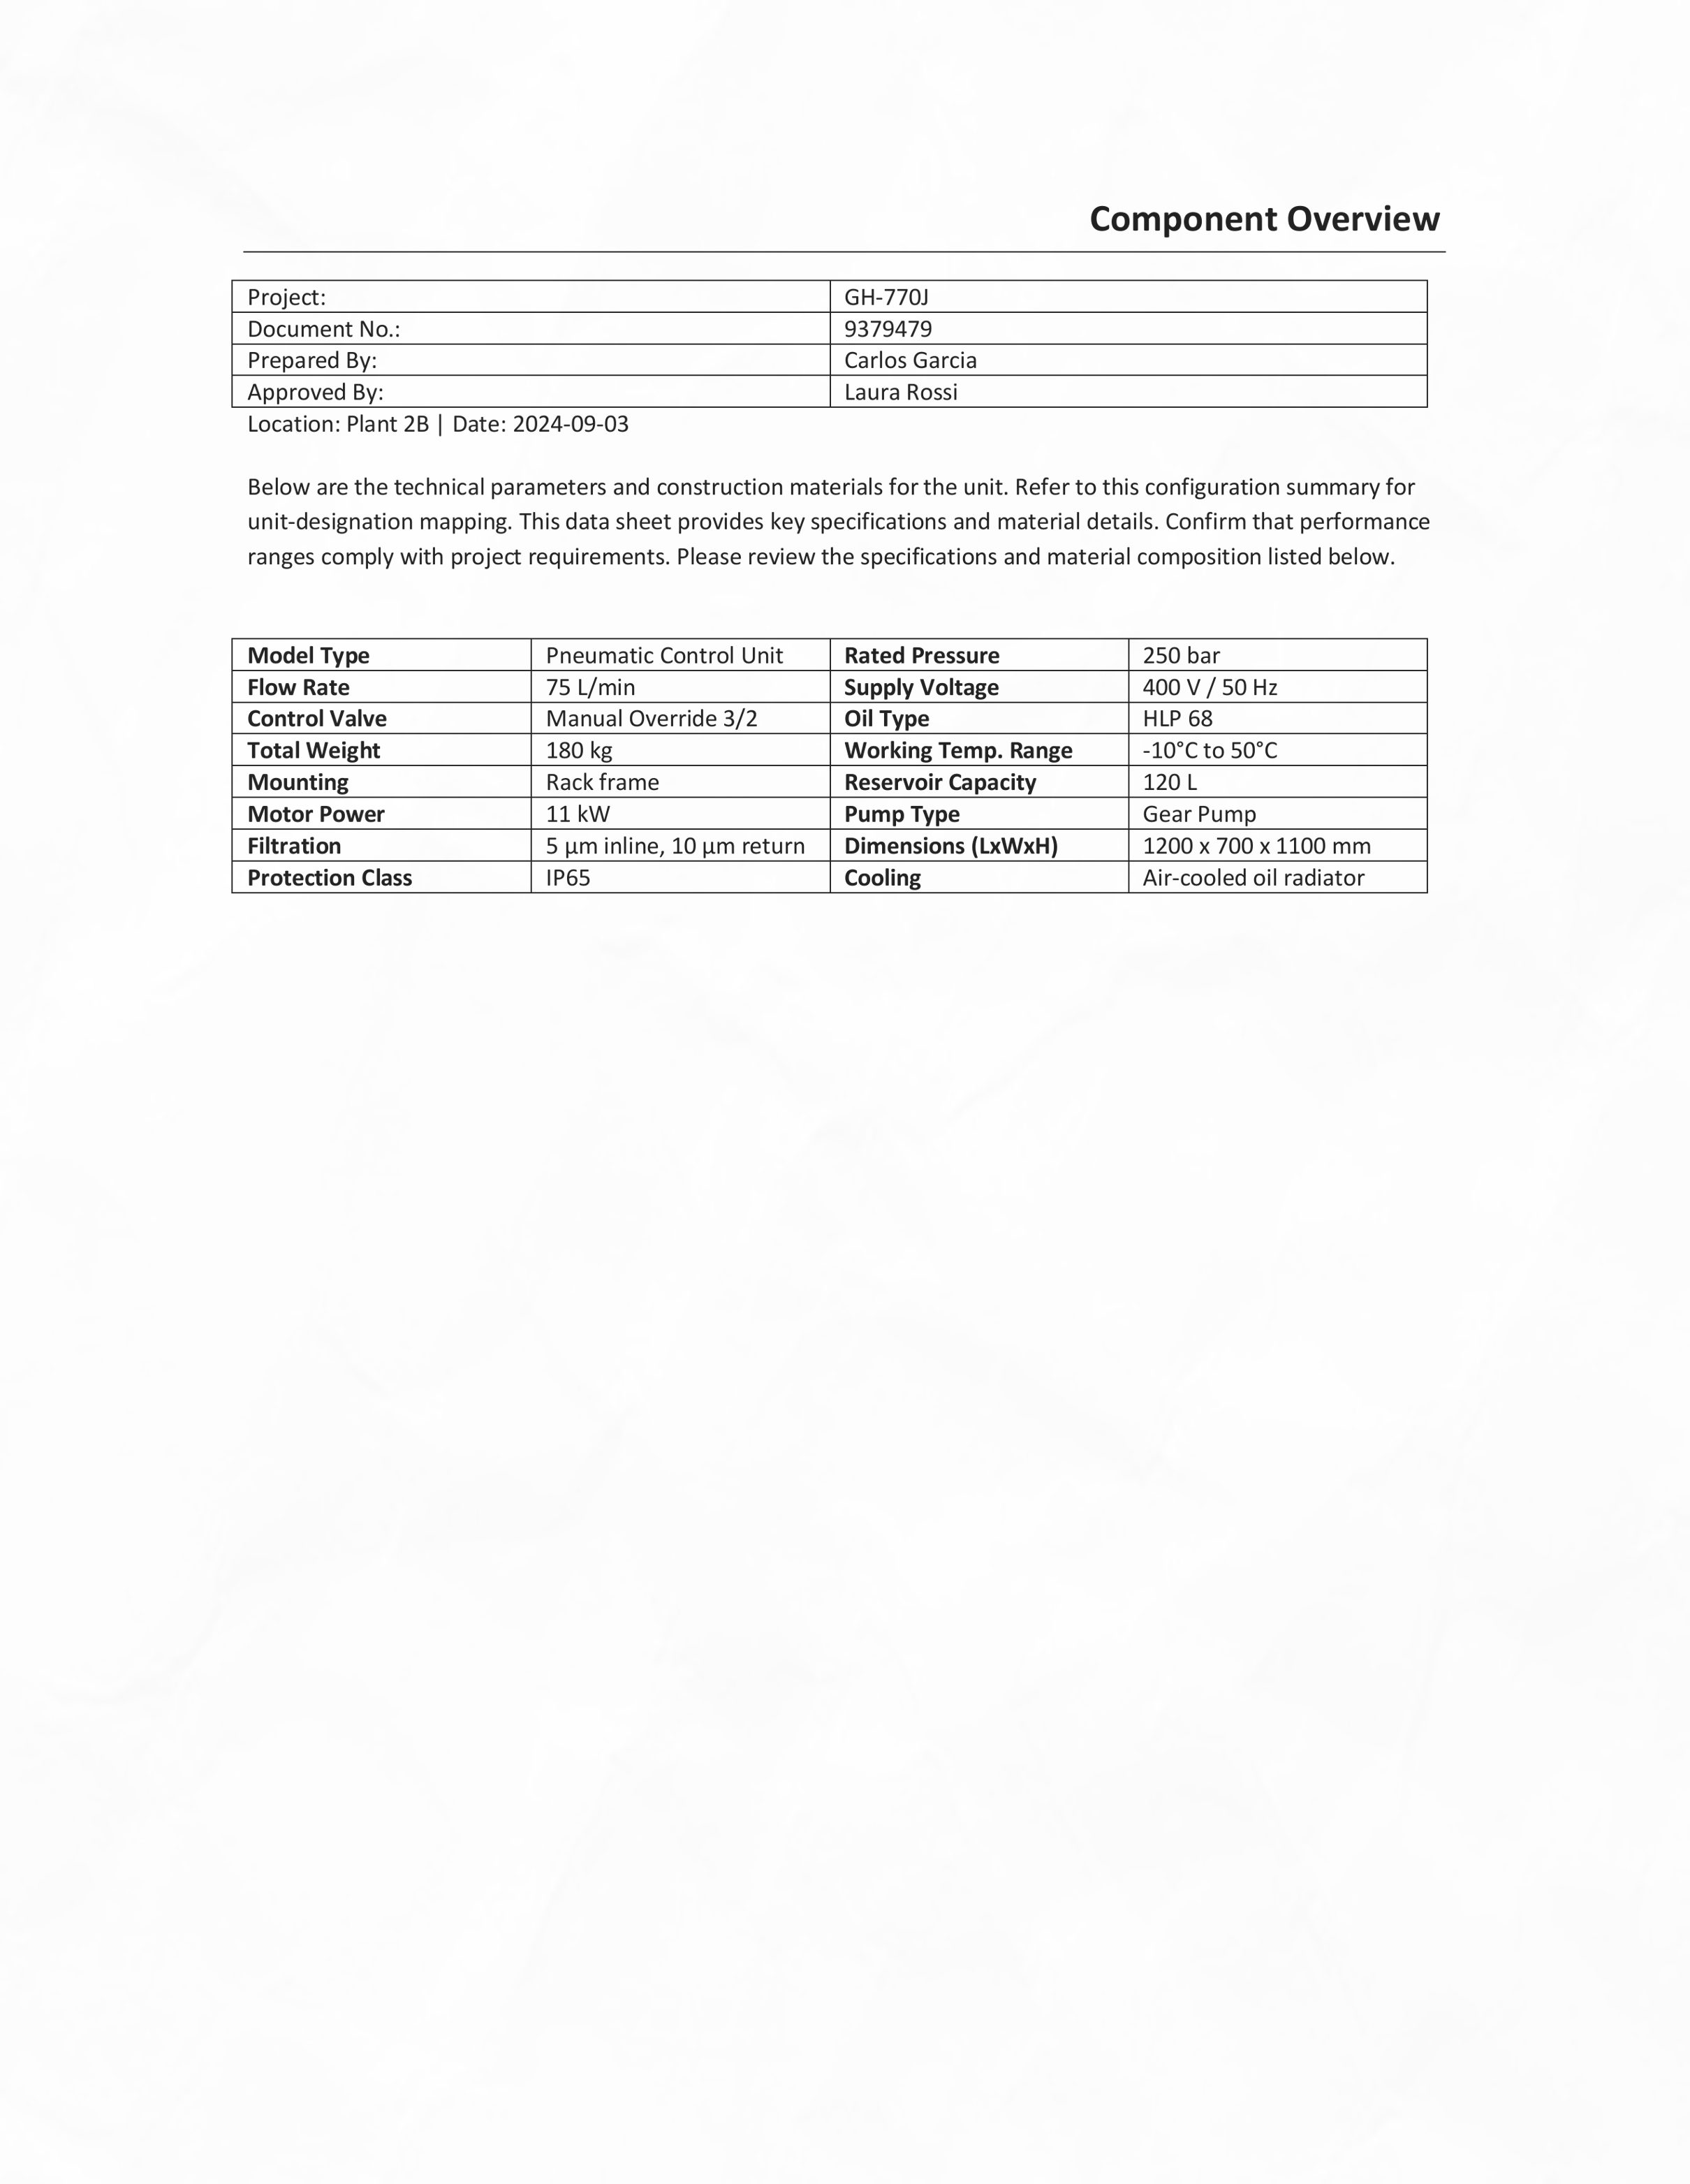 Component Overview
Project: GH-770J
Document No.: 9379479
Prepared By: Carlos Garcia
Approved By: Laura Rossi
Location: Plant 2B | Date: 2024-09-03
Below are the technical parameters and construction materials for the unit. Refer to this configuration summary for
unit-designation mapping. This data sheet provides key specifications and material details. Confirm that performance
ranges comply with project requirements. Please review the specifications and material composition listed below.
Model Type Pneumatic Control Unit Rated Pressure 250 bar
Flow Rate 75 L/min Supply Voltage 400 V / 50 Hz
Control Valve Manual Override 3/2 Oil Type HLP 68
Total Weight 180 kg Working Temp. Range -10°C to 50°C
Mounting Rack frame Reservoir Capacity 120 L
Motor Power 11 kW Pump Type Gear Pump
Filtration 5 µm inline, 10 µm return Dimensions (LxWxH) 1200 x 700 x 1100 mm
Protection Class IP65 Cooling Air-cooled oil radiator